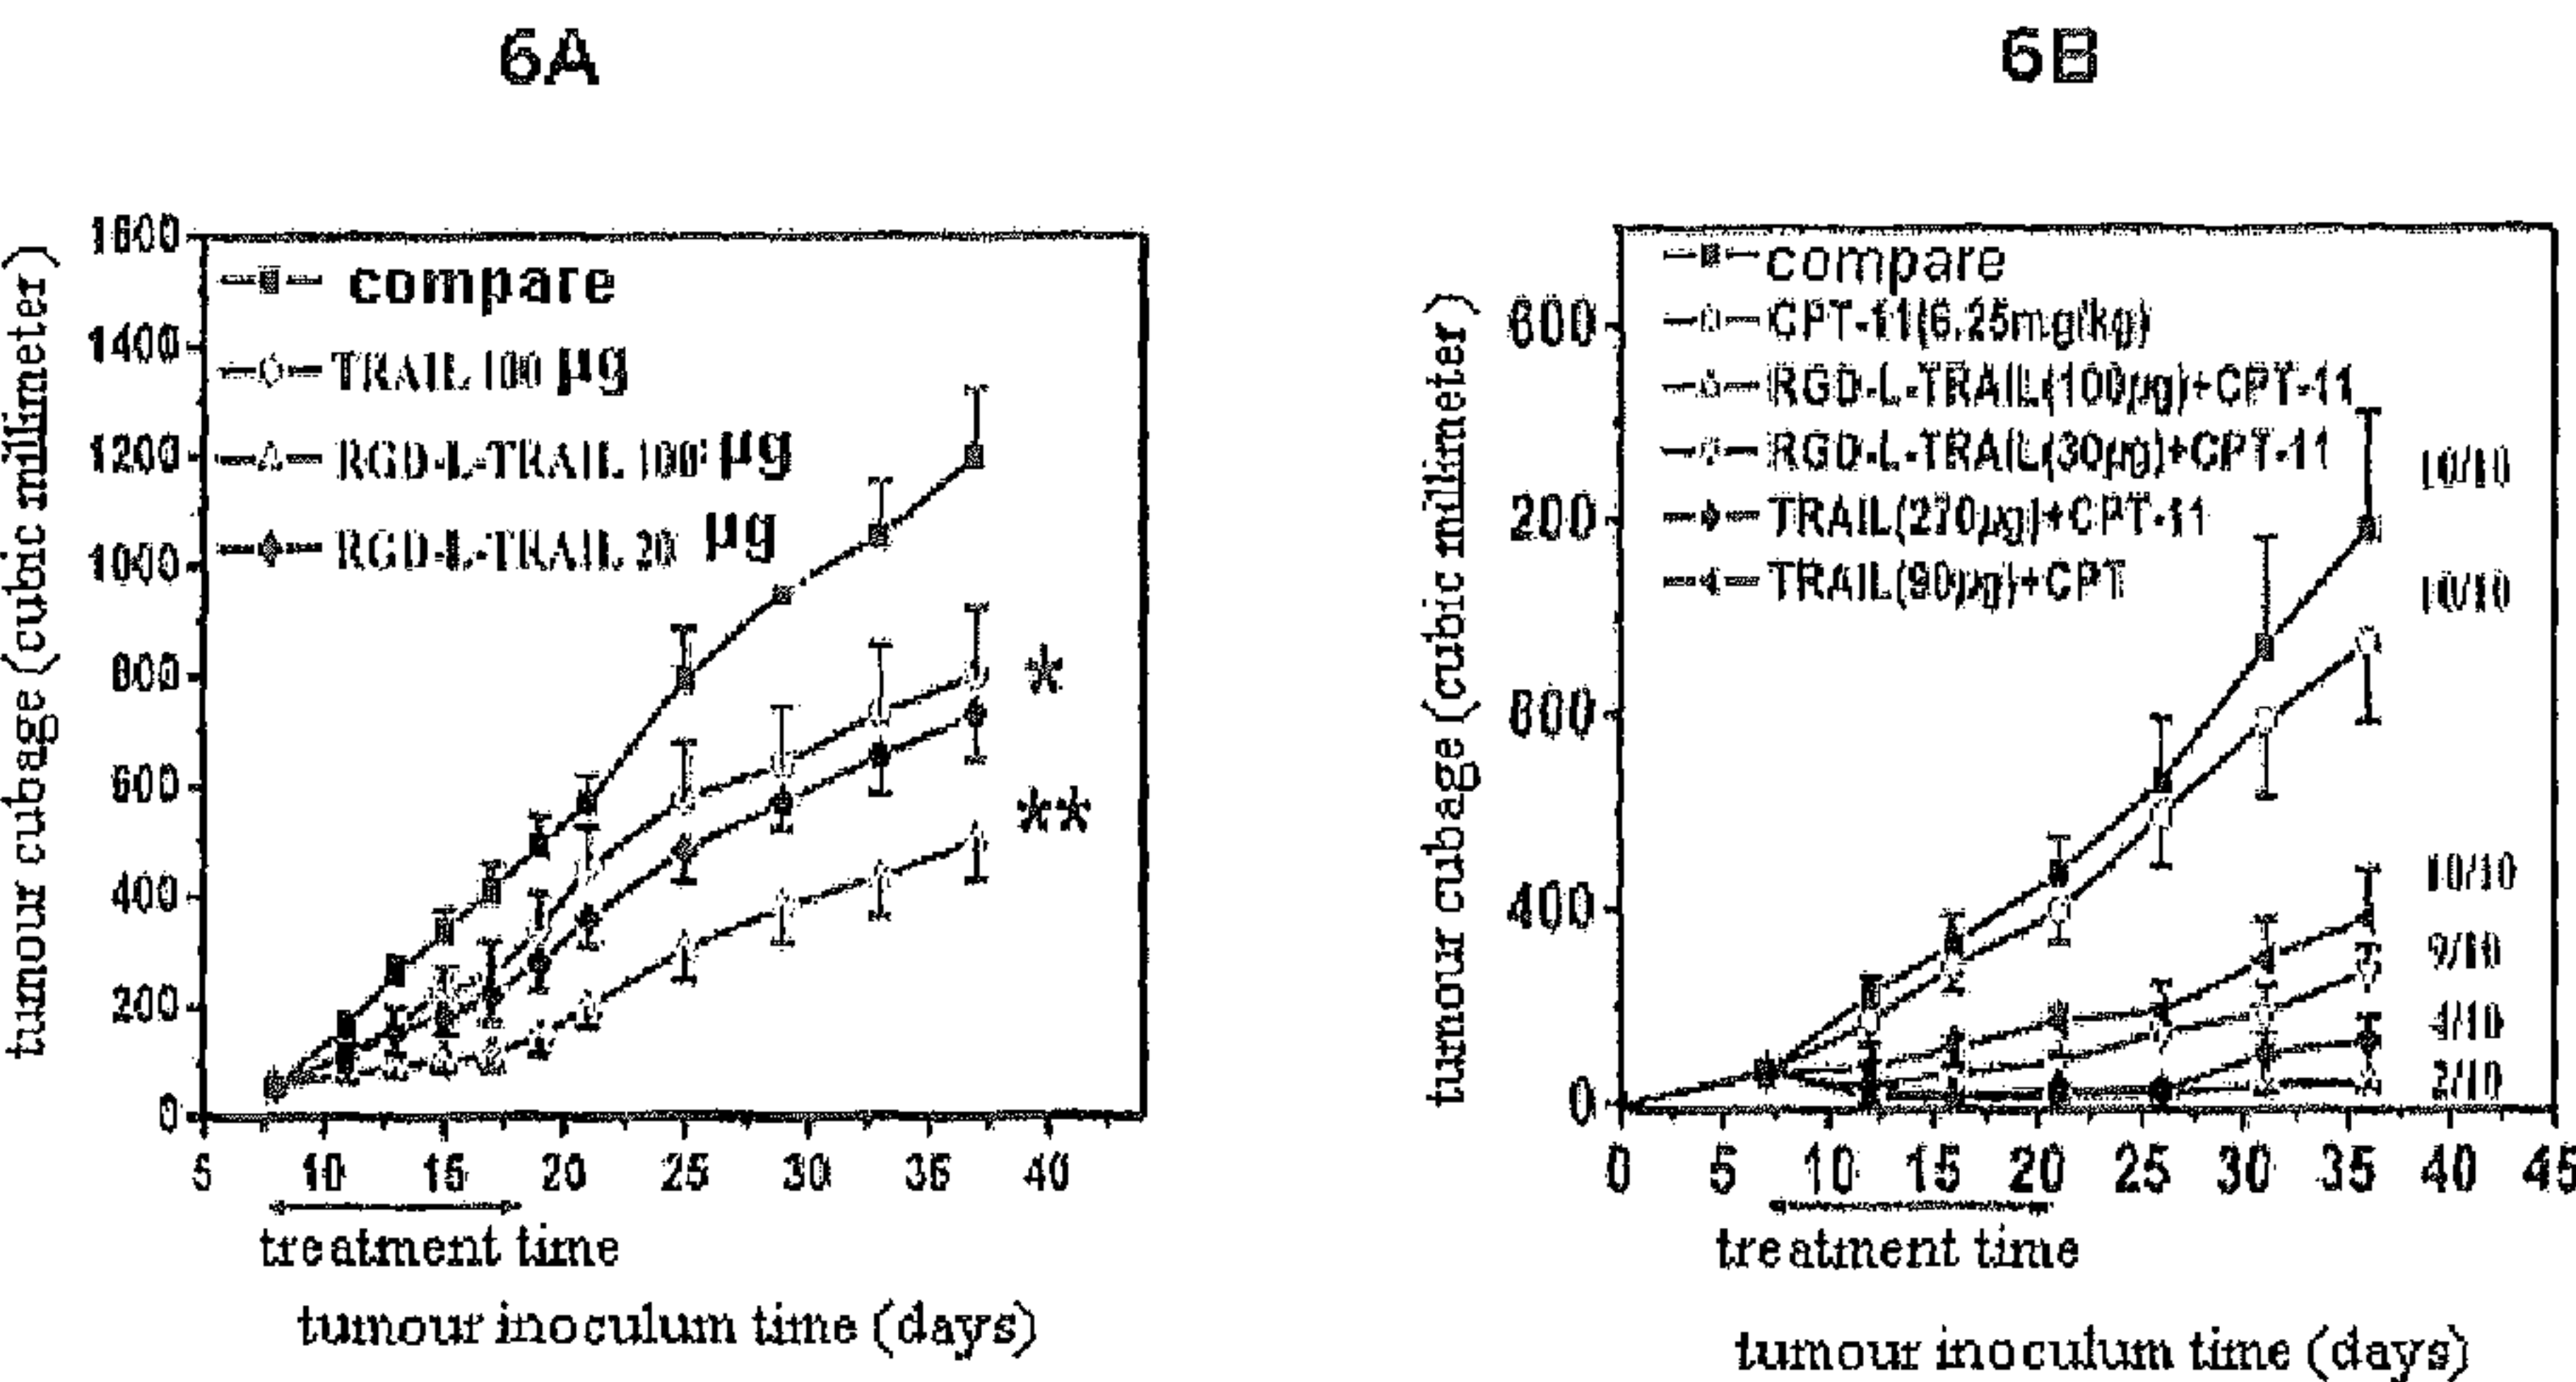 6A
6B
tumour cubage (cubic millimeter)
1600
1400
1200
1000
800
600
400
200
0
compare
TRAIL 100 µg
RGD-L-TRAIL 100 µg
RGD-L-TRAIL 20 µg
*
**
5 10 15 20 25 30 35 40
treatment time
tumour inoculum time (days)
tumour cubage (cubic millimeter)
600
200
800
400
0
compare
CPT-11(6.25mg/kg)
RGD-L-TRAIL(100µg)+CPT-11
RGD-L-TRAIL(30µg)+CPT-11
TRAIL(270µg)+CPT-11
TRAIL(90µg)+CPT
10/10
10/10
10/10
9/10
4/10
2/10
0 5 10 15 20 25 30 35 40 45
treatment time
tumour inoculum time (days)